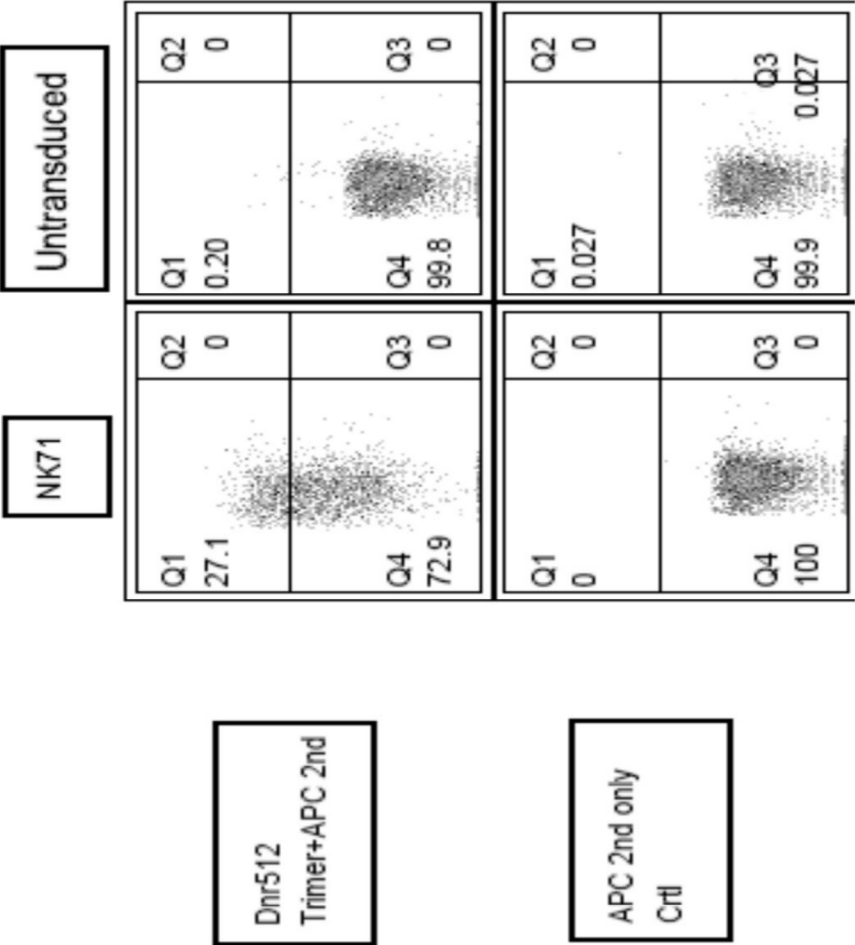 NK71
Untransduced
Dnr512
Trimer+APC 2nd
Q1
27.1
Q2
0
Q4
72.9
Q3
0
Q1
0.20
Q2
0
Q4
99.8
Q3
0
APC 2nd only
Crtl
Q1
0
Q2
0
Q4
100
Q3
0
Q1
0.027
Q2
0
Q4
99.9
Q3
0.027